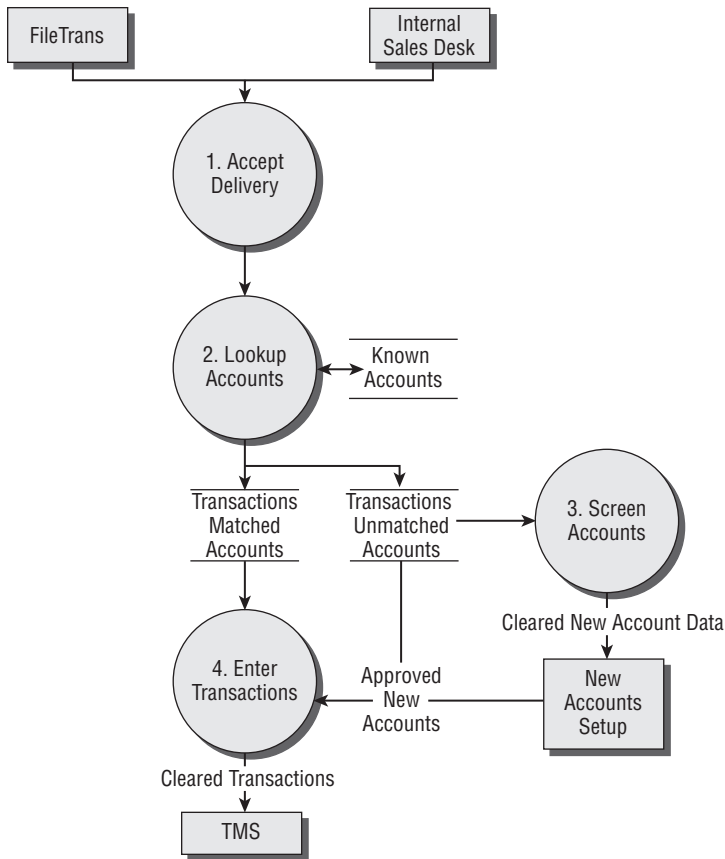 FileTrans
Internal
Sales Desk
1. Accept
Delivery
2. Lookup
Accounts
Known
Accounts
Transactions
Matched
Accounts
Transactions
Unmatched
Accounts
3. Screen
Accounts
Cleared New Account Data
4. Enter
Transactions
Approved
New
Accounts
New
Accounts
Setup
Cleared Transactions
TMS